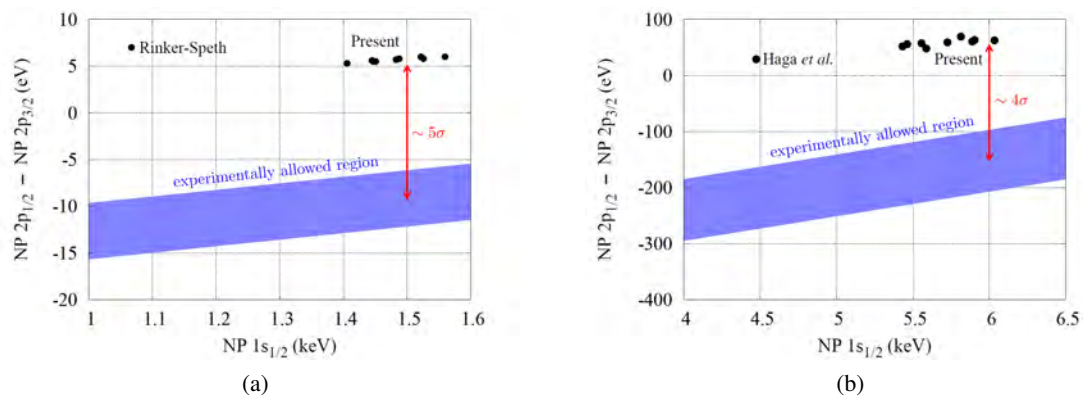 10
5
0
-5
-10
-15
-20
NP 2p1/2 − NP 2p3/2 (eV)
Rinker-Speth
Present
∼ 5σ
experimentally allowed region
1
1.1
1.2
1.3
1.4
1.5
1.6
NP 1s1/2 (keV)
(a)
100
0
-100
-200
-300
-400
NP 2p1/2 − NP 2p3/2 (eV)
Haga et al.
Present
∼ 4σ
experimentally allowed region
4
4.5
5
5.5
6
6.5
NP 1s1/2 (keV)
(b)